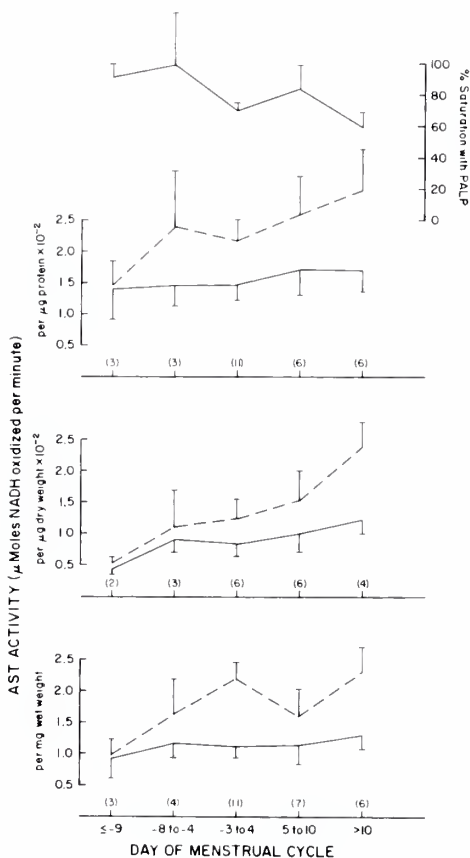 100
80
60
40
20
0
% Saturation with PALP
2.5
2.0
1.5
1.0
0.5
per μg protein x10⁻²
(3) (3) (6) (6)
2.5
2.0
1.5
1.0
0.5
per μg dry weight x10⁻²
(2) (3) (6) (6) (4)
2.5
2.0
1.5
1.0
0.5
per mg wet weight
(3) (4) (11) (7) (6)
≤-9 -8 to -4 -3 to 4 5 to 10 >10
DAY OF MENSTRUAL CYCLE
AST ACTIVITY (μMoles NADH oxidized per minute)